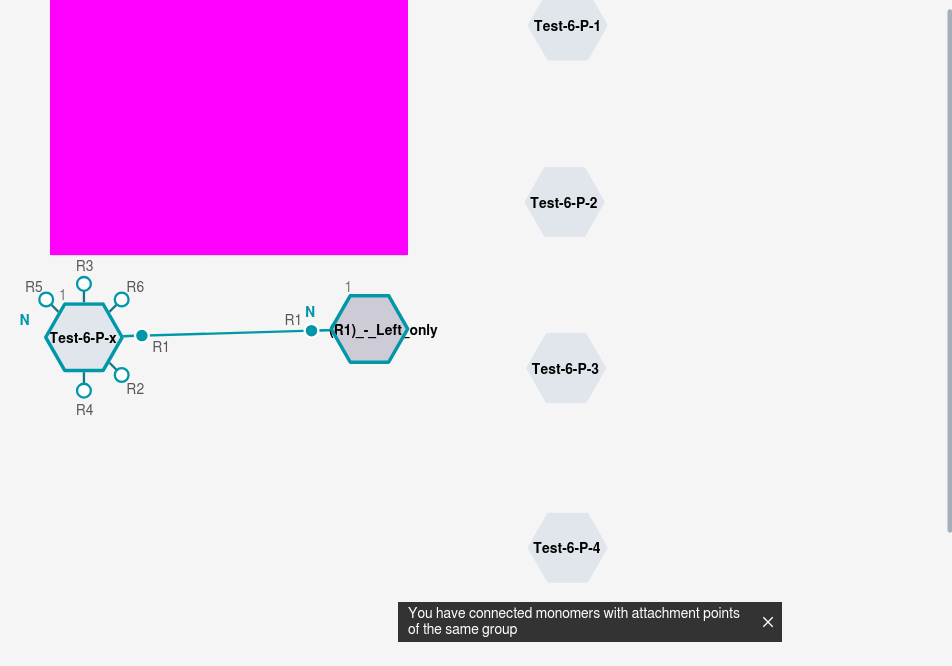 Test-6-P-1
Test-6-P-2
R3
R5
1
R6
N
Test-6-P-x
R1
R2
R4
1
N
R1
(R1)_-_Left_only
Test-6-P-3
Test-6-P-4
You have connected monomers with attachment points
of the same group